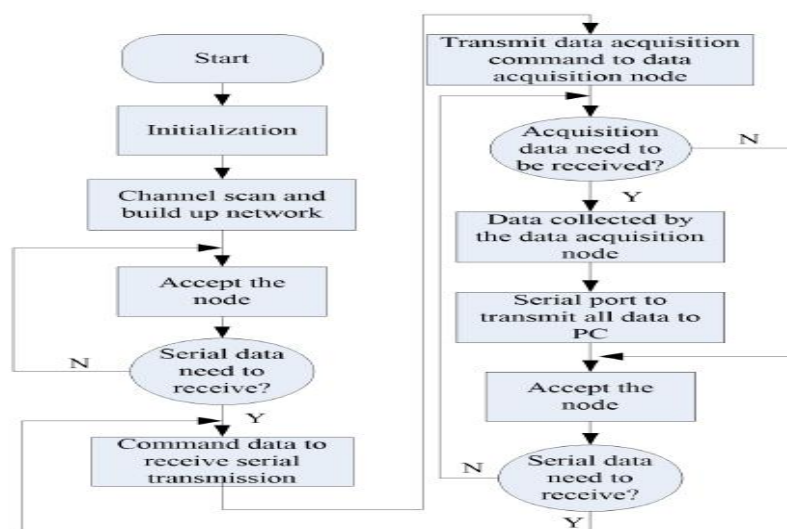 Start
Initialization
Channel scan and
build up network
Accept the
node
Serial data
need to
receive?
N
Y
Command data to
receive serial
transmission
Transmit data acquisition
command to data
acquisition node
Acquisition
data need to
be received?
N
Y
Data collected by
the data acquisition
node
Serial port to
transmit all data to
PC
Accept the
node
Serial data
need to
receive?
N
Y